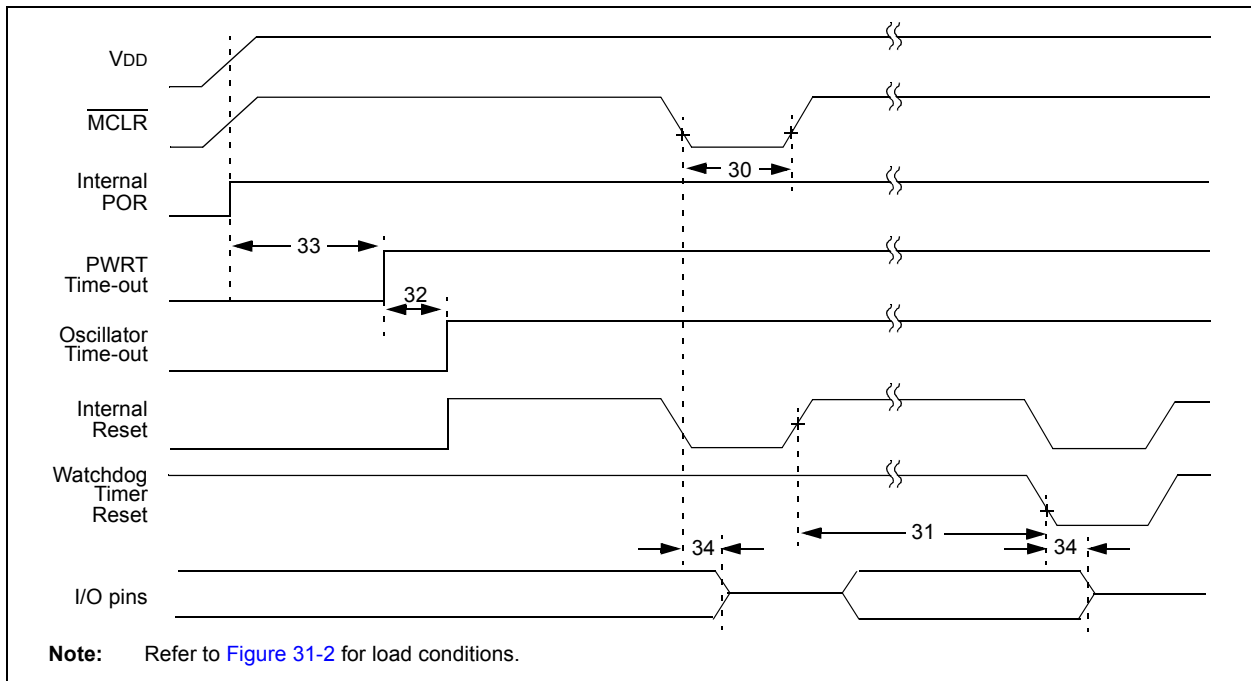 VDD
MCLR
30
Internal
POR
33
PWRT
Time-out
32
Oscillator
Time-out
Internal
Reset
Watchdog
Timer
Reset
31
34
34
I/O pins
Note: Refer to Figure 31-2 for load conditions.